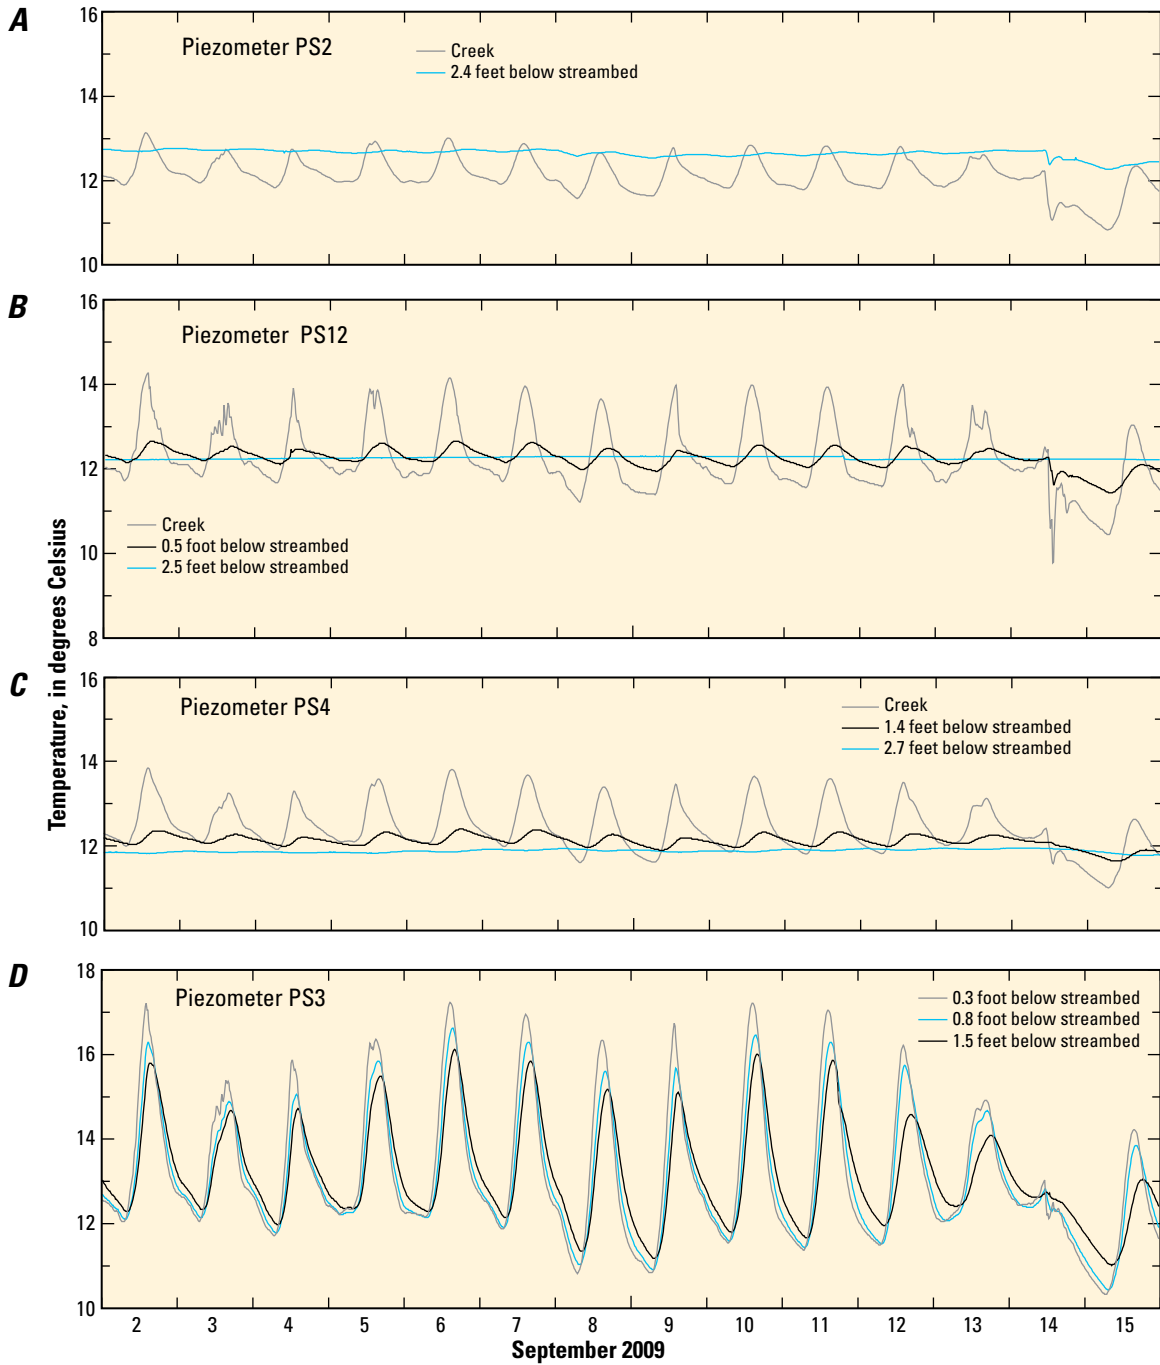 A
Piezometer PS2
Creek
2.4 feet below streambed
16
14
12
10
B
Piezometer PS12
Creek
0.5 foot below streambed
2.5 feet below streambed
16
14
12
10
8
Temperature, in degrees Celsius
C
Piezometer PS4
Creek
1.4 feet below streambed
2.7 feet below streambed
16
14
12
10
D
Piezometer PS3
0.3 foot below streambed
0.8 foot below streambed
1.5 feet below streambed
18
16
14
12
10
2 3 4 5 6 7 8 9 10 11 12 13 14 15
September 2009